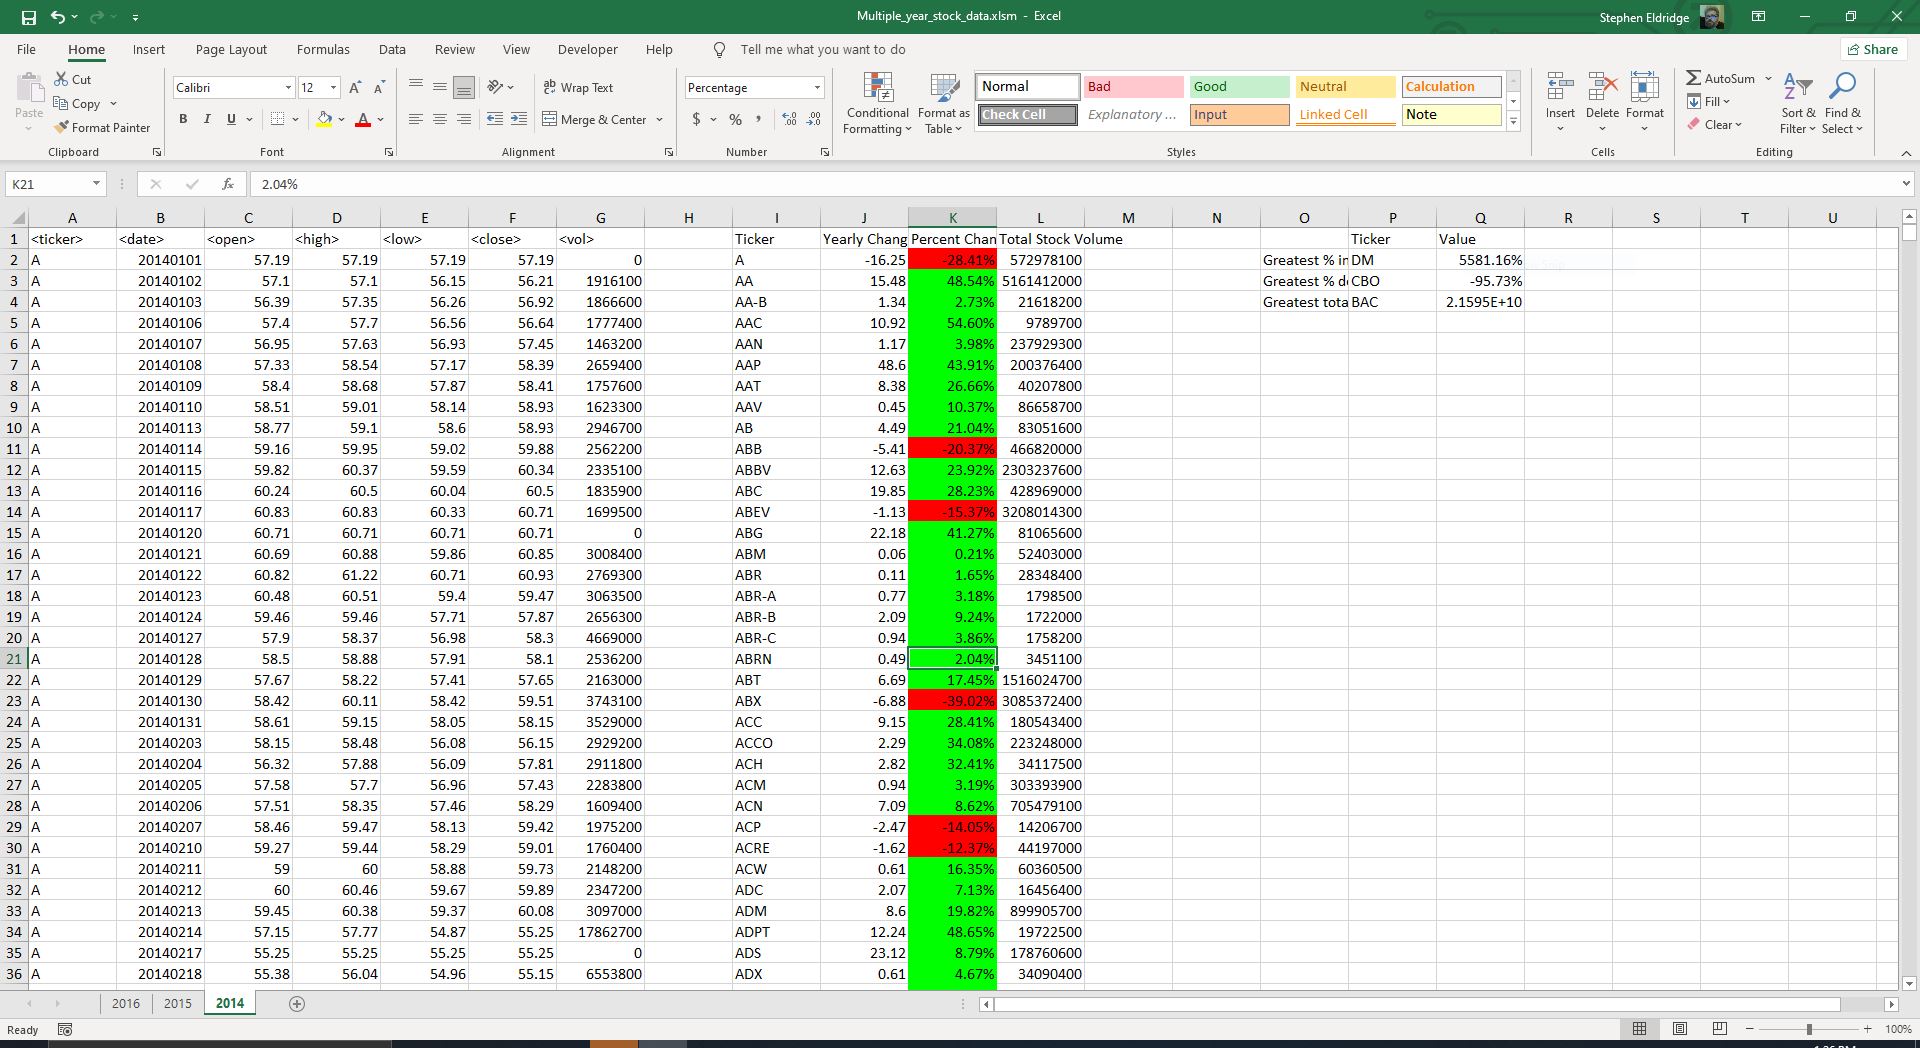 Multiple_year_stock_data.xlsm - Excel
Stephen Eldridge
File Home Insert Page Layout Formulas Data Review View Developer Help Tell me what you want to do
Share
Paste
Cut
Copy
Format Painter
Clipboard
Calibri 12
B I U
Font
Wrap Text
Merge & Center
Alignment
Percentage
$ % ,
Number
Conditional Formatting
Format as Table
Normal Bad Good Neutral Calculation
Check Cell Explanatory ... Input Linked Cell Note
Styles
Insert Delete Format
Cells
AutoSum
Fill
Clear
Sort & Filter
Find & Select
Editing
K21 fx 2.04%
A B C D E F G H I J K L M N O P Q R S T U
1 <ticker> <date> <open> <high> <low> <close> <vol> Ticker Yearly Chang Percent Chan Total Stock Volume Ticker Value
2 A 20140101 57.19 57.19 57.19 57.19 0 A -16.25 -28.41% 572978100 Greatest % in DM 5581.16%
3 A 20140102 57.1 57.1 56.15 56.21 1916100 AA 15.48 48.54% 5161412000 Greatest % d CBO -95.73%
4 A 20140103 56.39 57.35 56.26 56.92 1866600 AA-B 1.34 2.73% 21618200 Greatest tota BAC 2.1595E+10
5 A 20140106 57.4 57.7 56.56 56.64 1777400 AAC 10.92 54.60% 9789700
6 A 20140107 56.95 57.63 56.93 57.45 1463200 AAN 1.17 3.98% 237929300
7 A 20140108 57.33 58.54 57.17 58.39 2659400 AAP 48.6 43.91% 200376400
8 A 20140109 58.4 58.68 57.87 58.41 1757600 AAT 8.38 26.66% 40207800
9 A 20140110 58.51 59.01 58.14 58.93 1623300 AAV 0.45 10.37% 86658700
10 A 20140113 58.77 59.1 58.6 58.93 2946700 AB 4.49 21.04% 83051600
11 A 20140114 59.16 59.95 59.02 59.88 2562200 ABB -5.41 -20.37% 466820000
12 A 20140115 59.82 60.37 59.59 60.34 2335100 ABBV 12.63 23.92% 2303237600
13 A 20140116 60.24 60.5 60.04 60.5 1835900 ABC 19.85 28.23% 428969000
14 A 20140117 60.83 60.83 60.33 60.71 1699500 ABEV -1.13 -15.37% 3208014300
15 A 20140120 60.71 60.71 60.71 60.71 0 ABG 22.18 41.27% 81065600
16 A 20140121 60.69 60.88 59.86 60.85 3008400 ABM 0.06 0.21% 52403000
17 A 20140122 60.82 61.22 60.71 60.93 2769300 ABR 0.11 1.65% 28348400
18 A 20140123 60.48 60.51 59.4 59.47 3063500 ABR-A 0.77 3.18% 1798500
19 A 20140124 59.46 59.46 57.71 57.87 2656300 ABR-B 2.09 9.24% 1722000
20 A 20140127 57.9 58.37 56.98 58.3 4669000 ABR-C 0.94 3.86% 1758200
21 A 20140128 58.5 58.88 57.91 58.1 2536200 ABRN 0.49 2.04% 3451100
22 A 20140129 57.67 58.22 57.41 57.65 2163000 ABT 6.69 17.45% 1516024700
23 A 20140130 58.42 60.11 58.42 59.51 3743100 ABX -6.88 -39.02% 3085372400
24 A 20140131 58.61 59.15 58.05 58.15 3529000 ACC 9.15 28.41% 180543400
25 A 20140203 58.15 58.48 56.08 56.15 2929200 ACCO 2.29 34.08% 223248000
26 A 20140204 56.32 57.88 56.09 57.81 2911800 ACH 2.82 32.41% 34117500
27 A 20140205 57.58 57.7 56.96 57.43 2283800 ACM 0.94 3.19% 303393900
28 A 20140206 57.51 58.35 57.46 58.29 1609400 ACN 7.09 8.62% 705479100
29 A 20140207 58.46 59.47 58.13 59.42 1975200 ACP -2.47 -14.05% 14206700
30 A 20140210 59.27 59.44 58.29 59.01 1760400 ACRE -1.62 -12.37% 44197000
31 A 20140211 59 60 58.88 59.73 2148200 ACW 0.61 16.35% 60360500
32 A 20140212 60 60.46 59.67 59.89 2347200 ADC 2.07 7.13% 16456400
33 A 20140213 59.45 60.38 59.37 60.08 3097000 ADM 8.6 19.82% 899905700
34 A 20140214 57.15 57.77 54.87 55.25 17862700 ADPT 12.24 48.65% 19722500
35 A 20140217 55.25 55.25 55.25 55.25 0 ADS 23.12 8.79% 178760600
36 A 20140218 55.38 56.04 54.96 55.15 6553800 ADX 0.61 4.67% 34090400
2016 2015 2014
Ready
100%